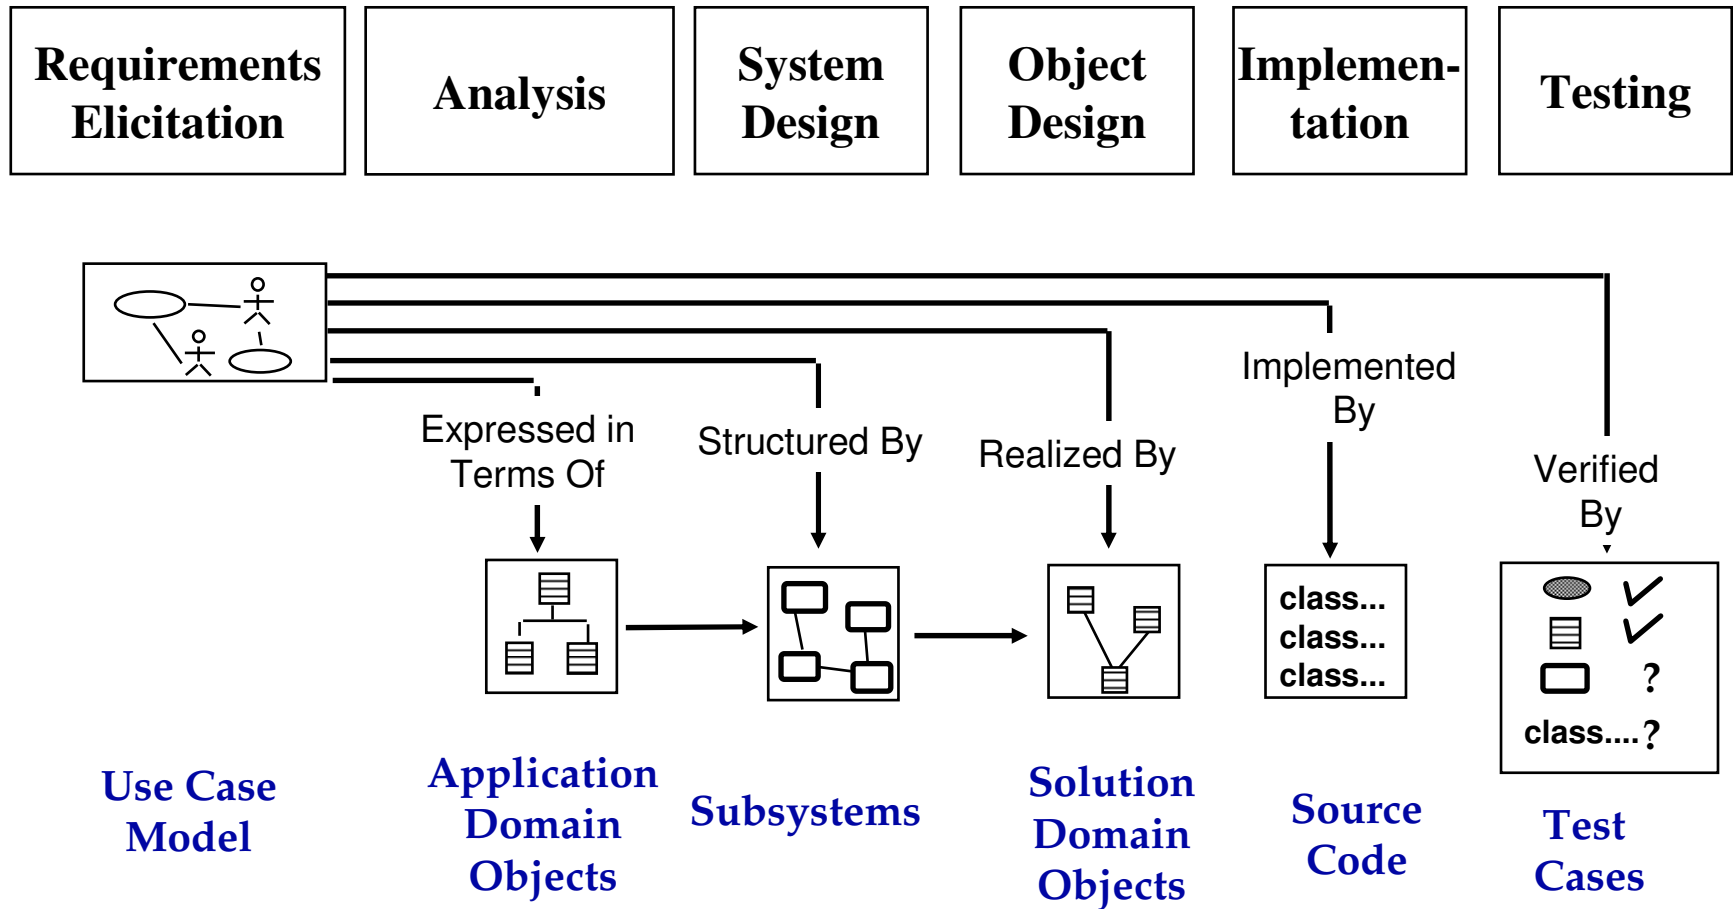 Requirements
Elicitation
Analysis
System
Design
Object
Design
Implemen-
tation
Testing
Expressed in
Terms Of
Structured By
Realized By
Implemented
By
Verified
By
class...
class...
class...
?
class....?
Use Case
Model
Application
Domain
Objects
Subsystems
Solution
Domain
Objects
Source
Code
Test
Cases